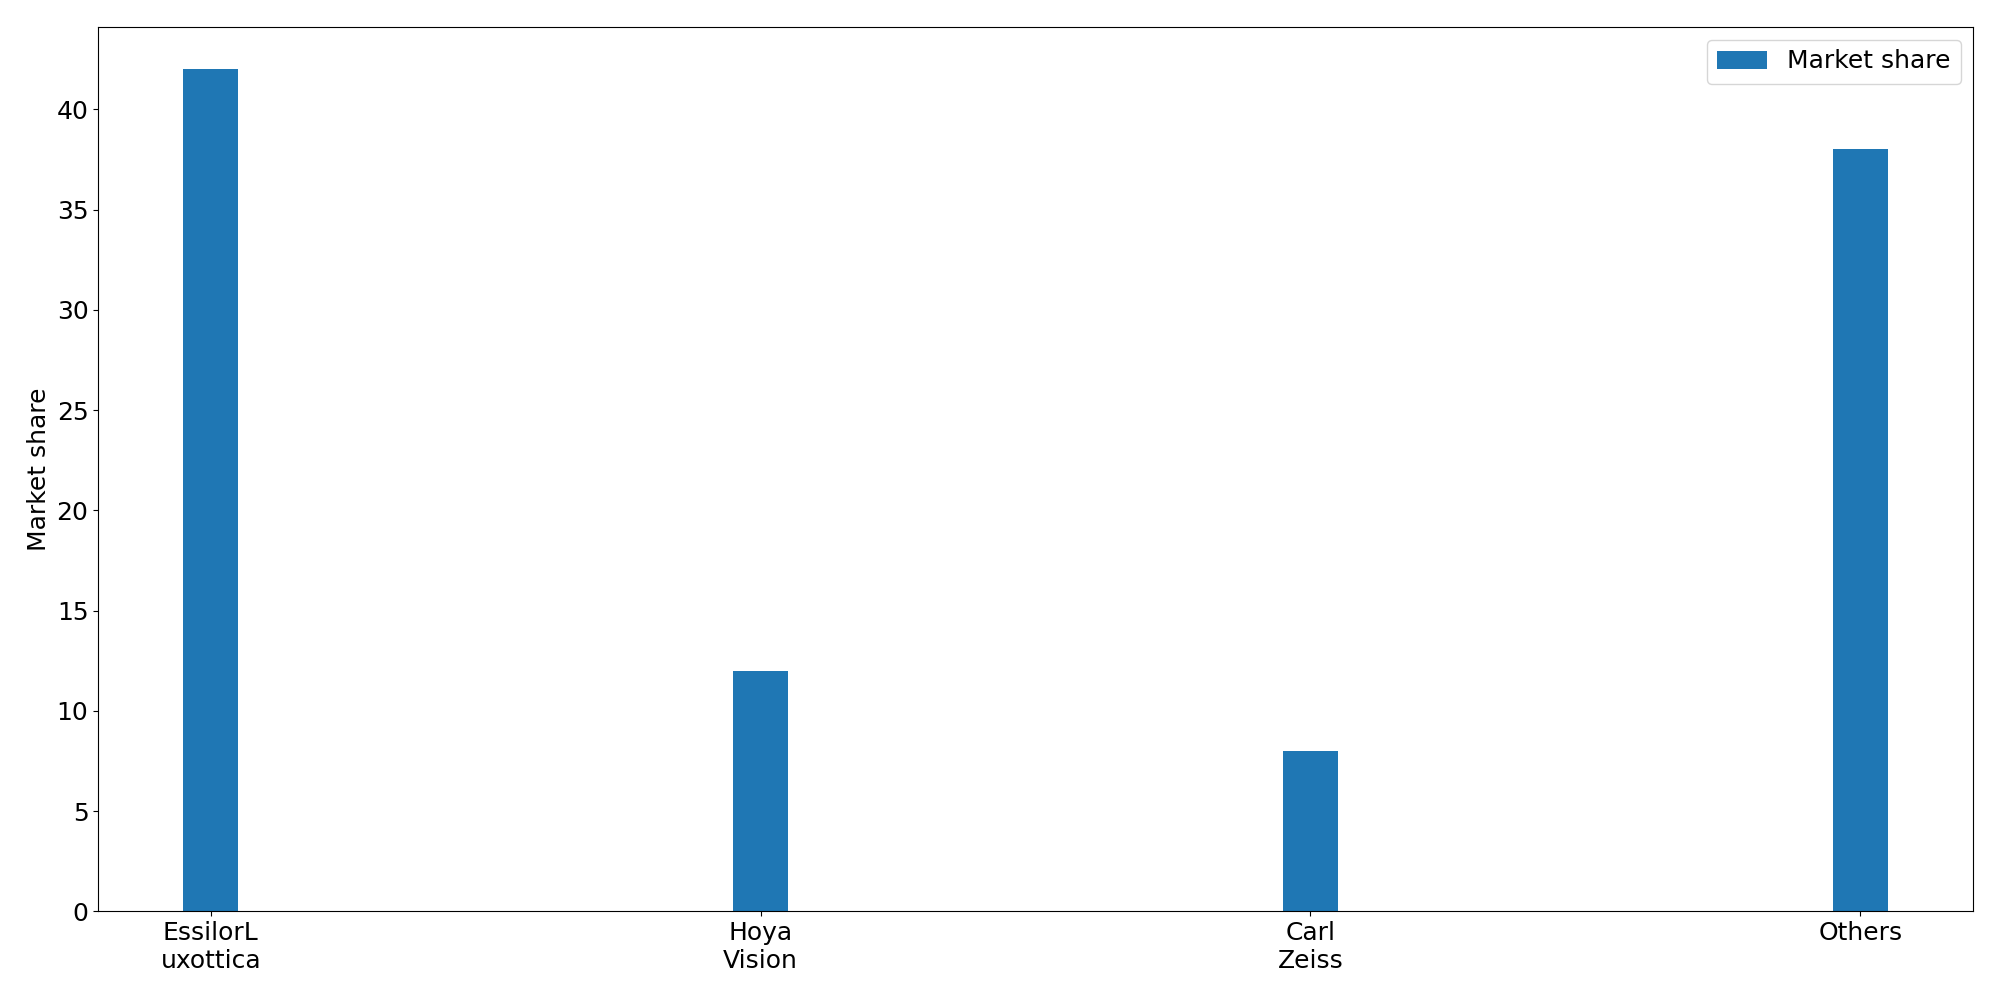 Market share
40
35
30
25
20
15
10
5
0
Market share
EssilorL
uxottica
Hoya
Vision
Carl
Zeiss
Others